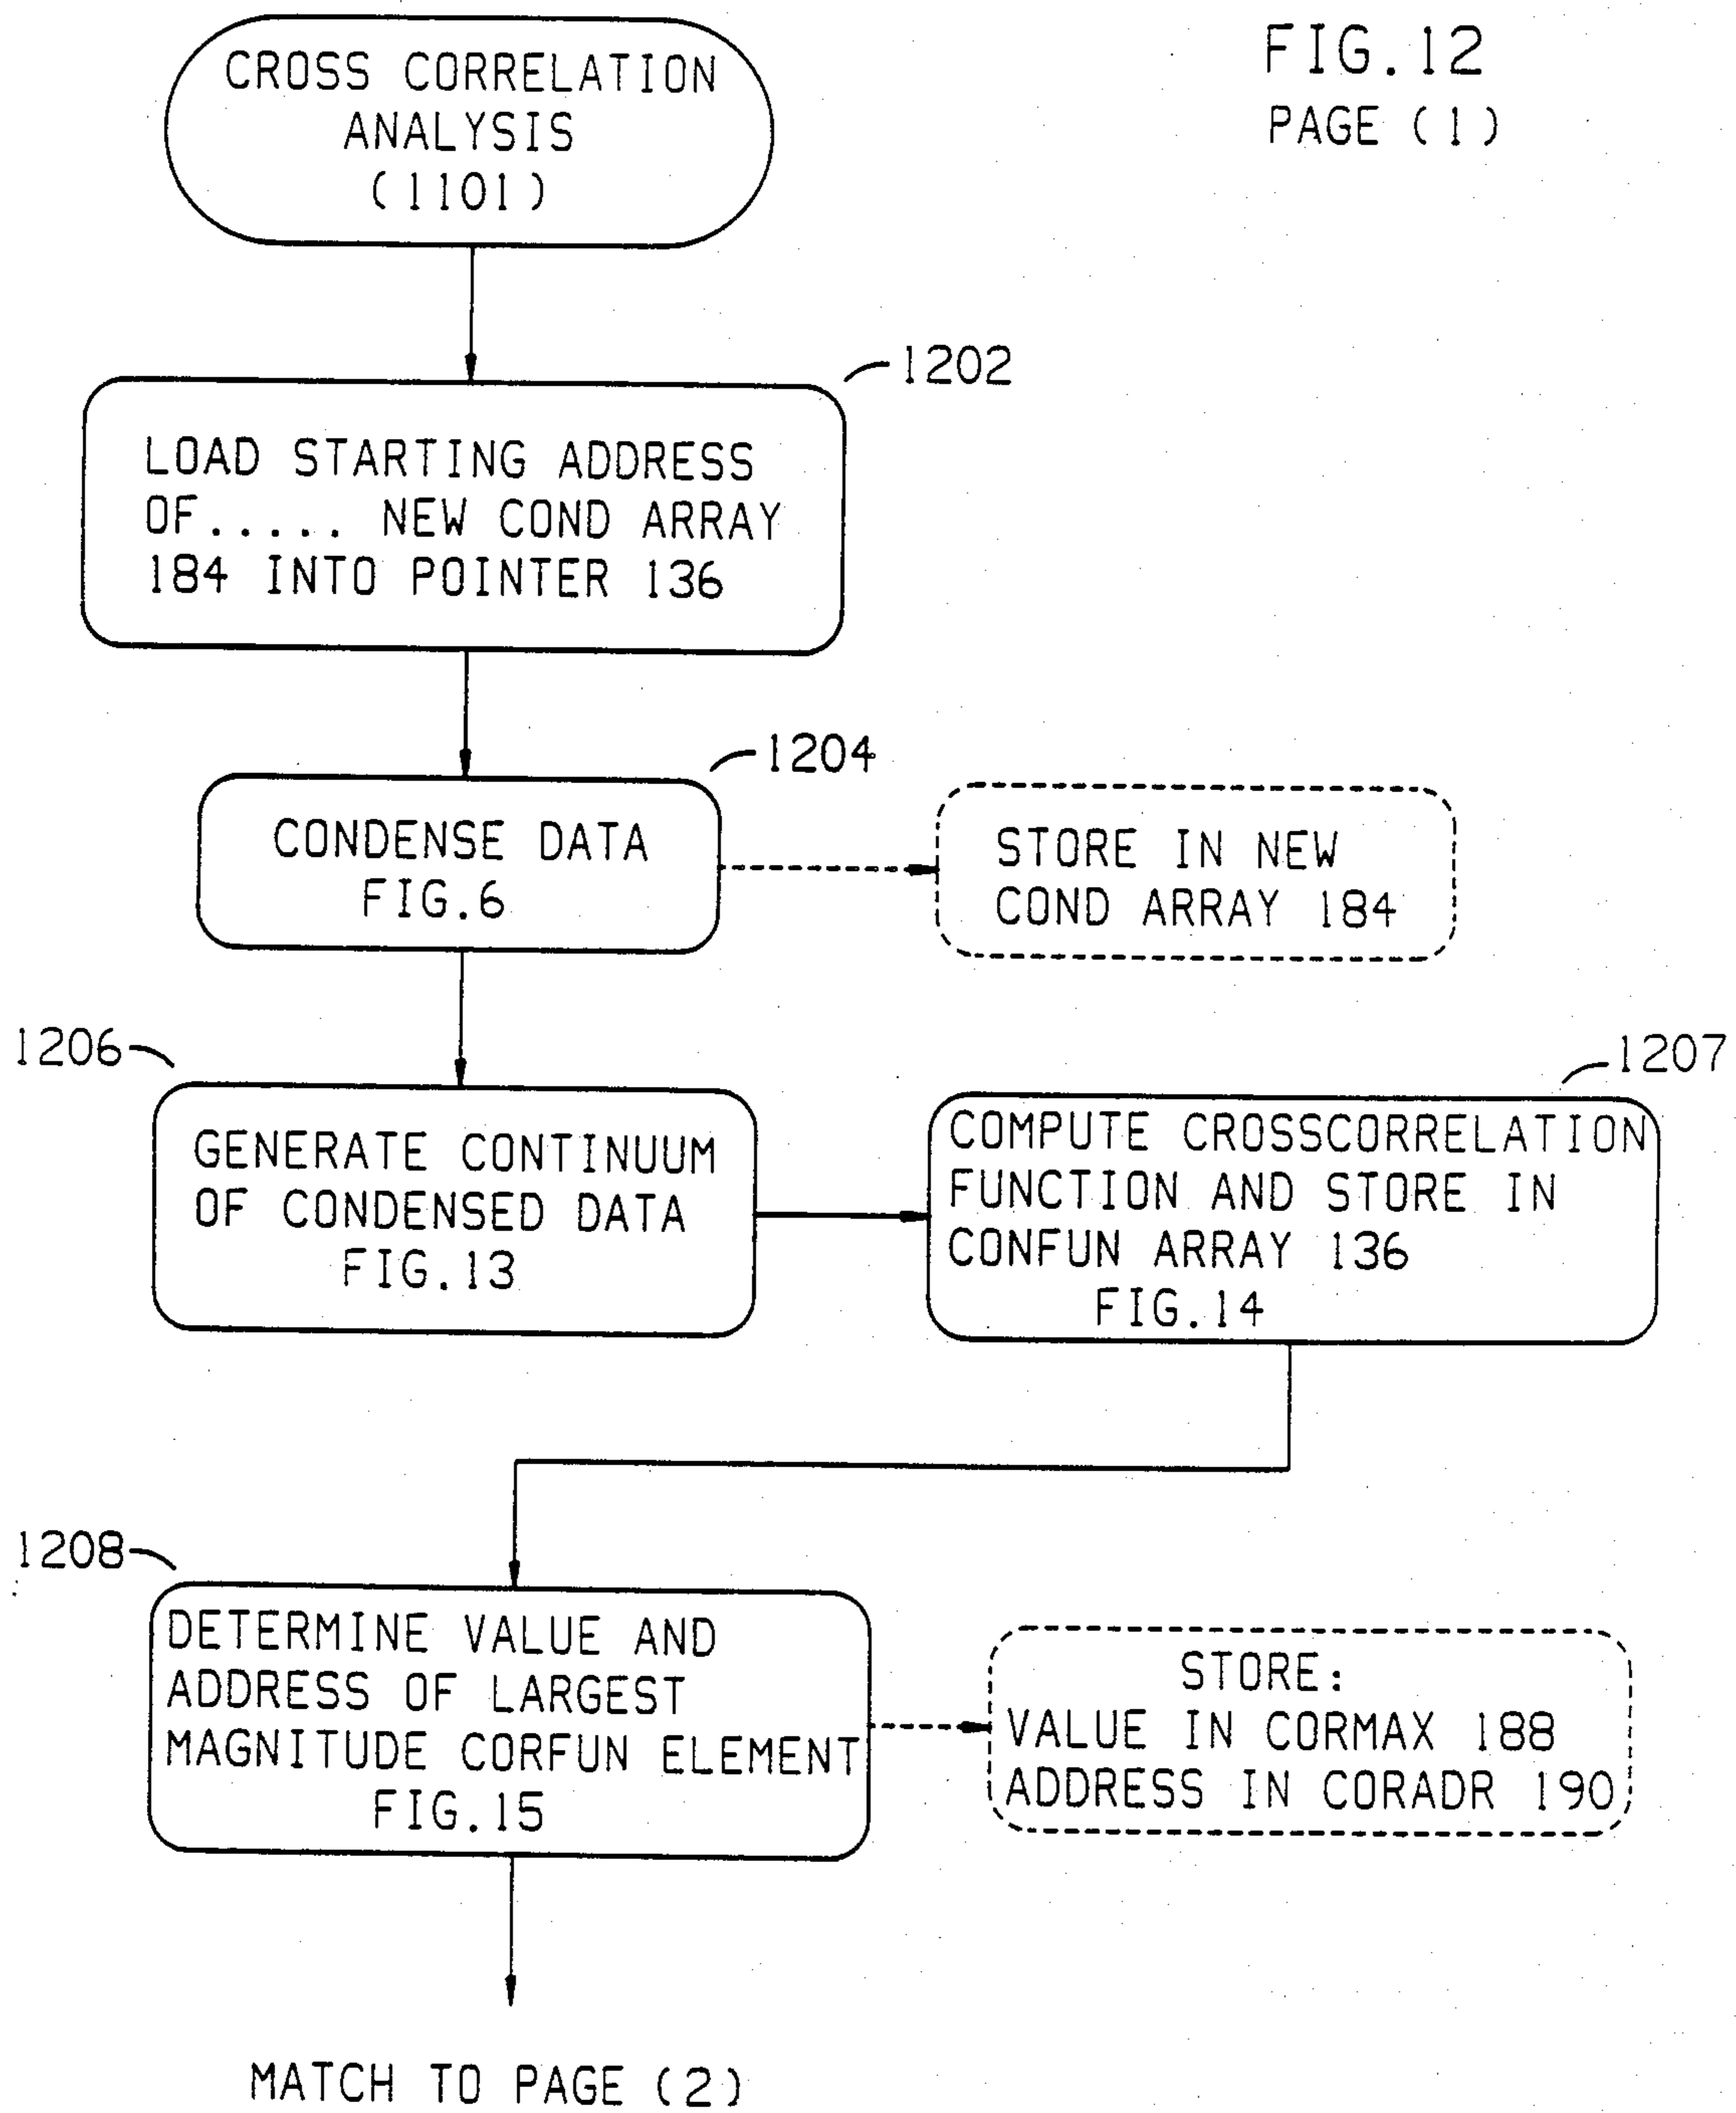 FIG.12
PAGE (1)
CROSS CORRELATION
ANALYSIS
(1101)
1202
LOAD STARTING ADDRESS
OF..... NEW COND ARRAY
184 INTO POINTER 136
1204
CONDENSE DATA
FIG.6
STORE IN NEW
COND ARRAY 184
1206
GENERATE CONTINUUM
OF CONDENSED DATA
FIG.13
1207
COMPUTE CROSSCORRELATION
FUNCTION AND STORE IN
CONFUN ARRAY 136
FIG.14
1208
DETERMINE VALUE AND
ADDRESS OF LARGEST
MAGNITUDE CORFUN ELEMENT
FIG.15
STORE:
VALUE IN CORMAX 188
ADDRESS IN CORADR 190
MATCH TO PAGE (2)